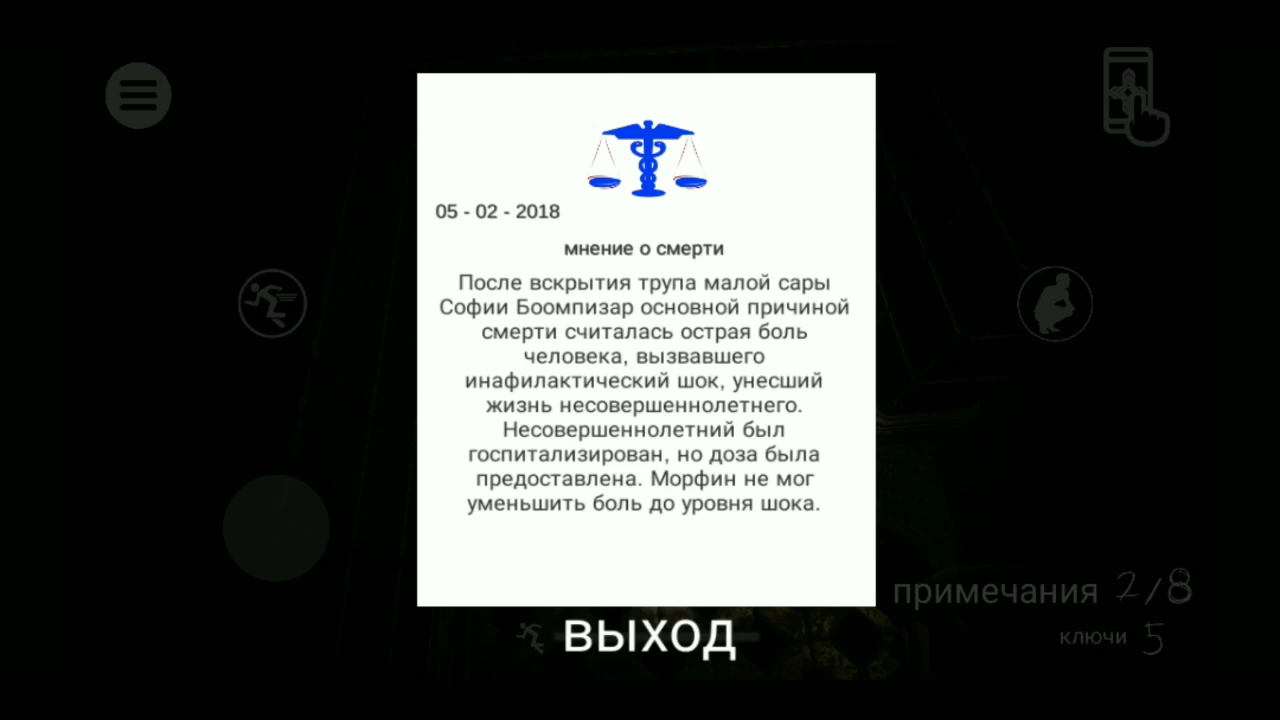 05 - 02 - 2018
мнение о смерти
После вскрытия трупа малой сары
Софии Боомпизар основной причиной
смерти считалась острая боль
человека, вызвавшего
инафилактический шок, унесший
жизнь несовершеннолетнего.
Несовершеннолетний был
госпитализирован, но доза была
предоставлена. Морфин не мог
уменьшить боль до уровня шока.
примечания 2/8
ключи 5
выход